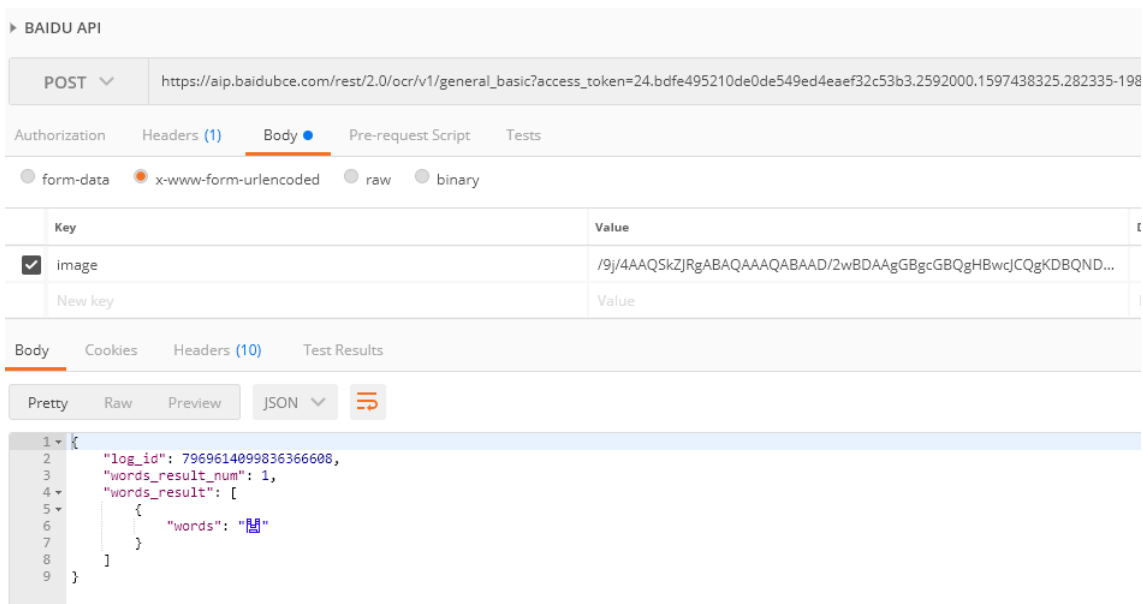 BAIDU API
POST
https://aip.baidubce.com/rest/2.0/ocr/v1/general_basic?access_token=24.bdfe495210de0de549ed4eaef32c53b3.2592000.1597438325.282335-198
Authorization Headers (1) Body Pre-request Script Tests
form-data x-www-form-urlencoded raw binary
Key Value
image /9j/4AAQSkZJRgABAQAAAQABAAD/2wBDAAgGBgcGBQgHBwcJCQgKDBQND...
New key Value
Body Cookies Headers (10) Test Results
Pretty Raw Preview JSON
1 {
2 "log_id": 7969614099836366608,
3 "words_result_num": 1,
4 "words_result": [
5 {
6 "words": ""
7 }
8 ]
9 }